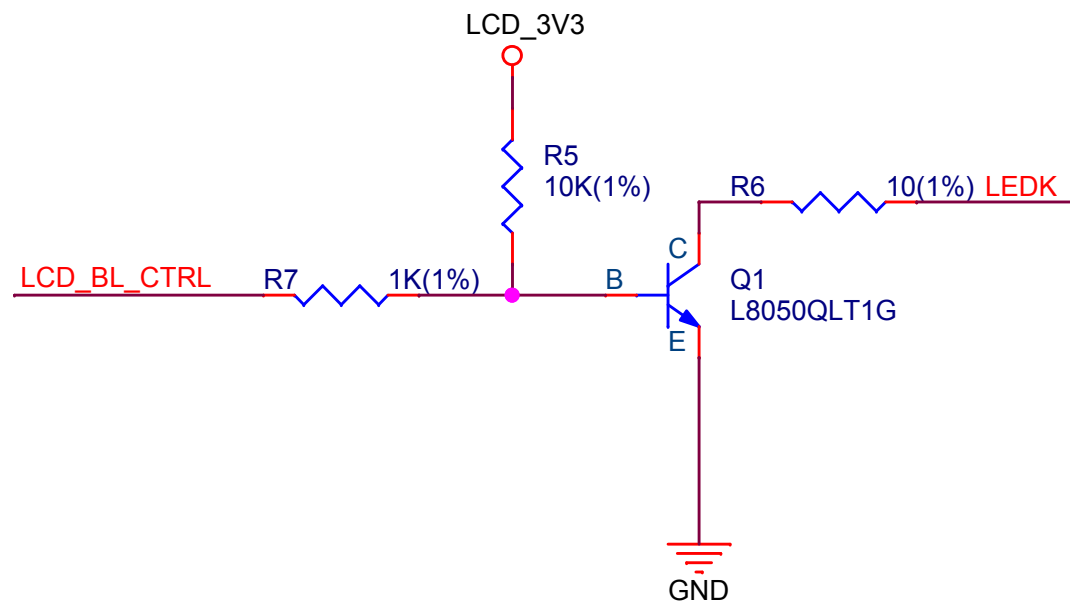 LCD_3V3
R5
10K(1%)
R6
10(1%)
LEDK
LCD_BL_CTRL
R7
1K(1%)
B
C
E
Q1
L8050QLT1G
GND